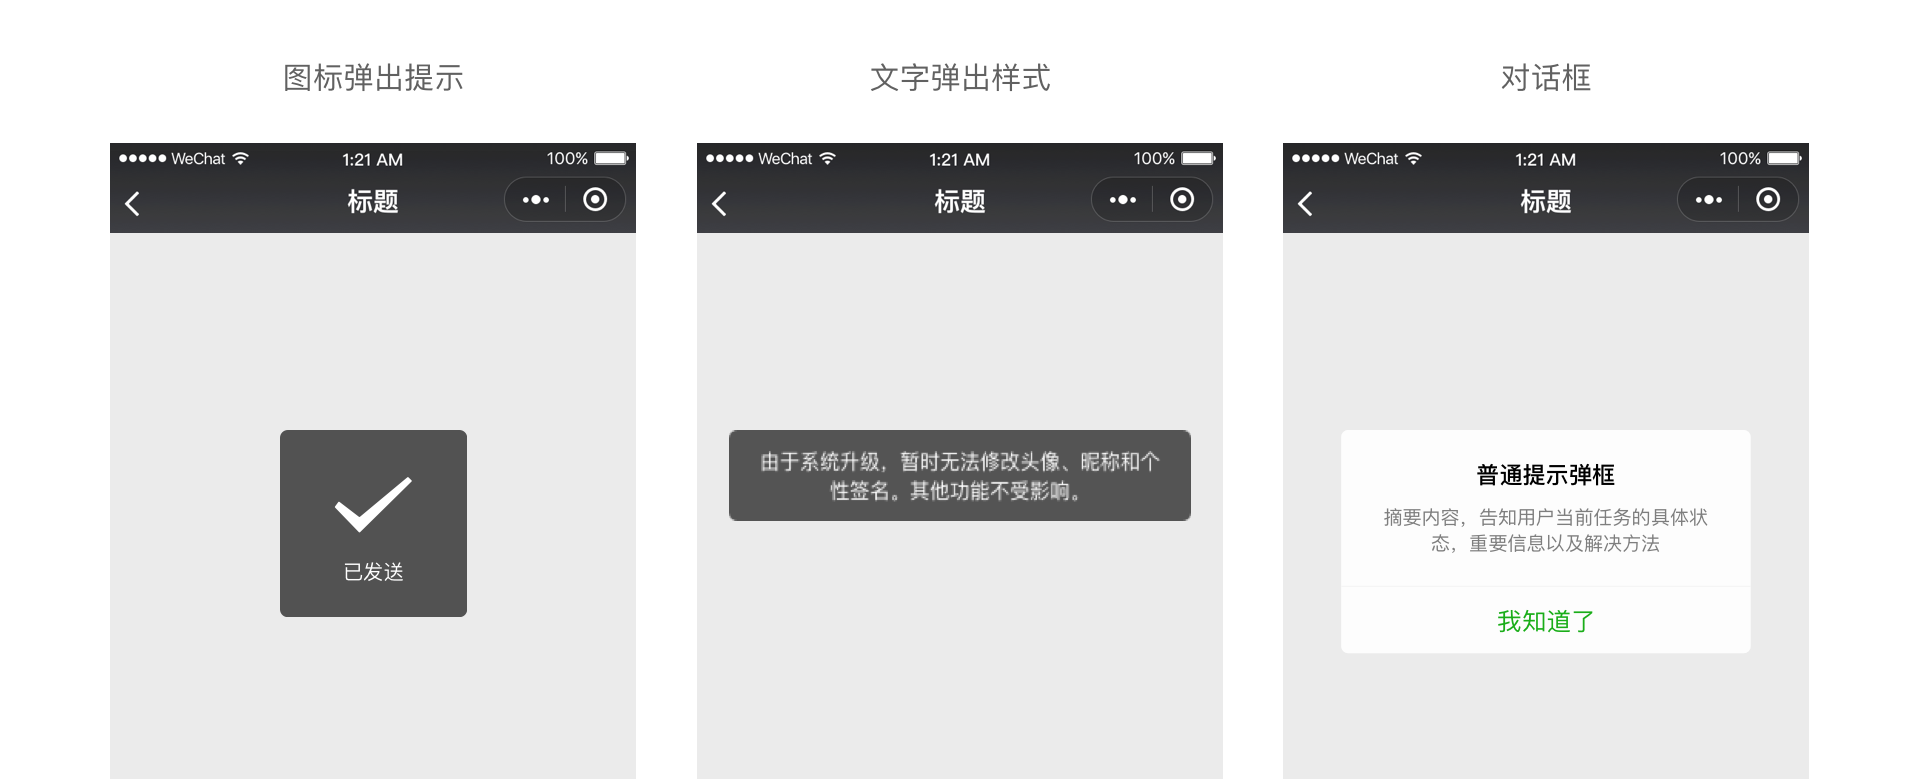 图标弹出提示
文字弹出样式
对话框
WeChat 1:21 AM 100%
标题
WeChat 1:21 AM 100%
标题
WeChat 1:21 AM 100%
标题
已发送
由于系统升级，暂时无法修改头像、昵称和个
性签名。其他功能不受影响。
普通提示弹框
摘要内容，告知用户当前任务的具体状
态，重要信息以及解决方法
我知道了